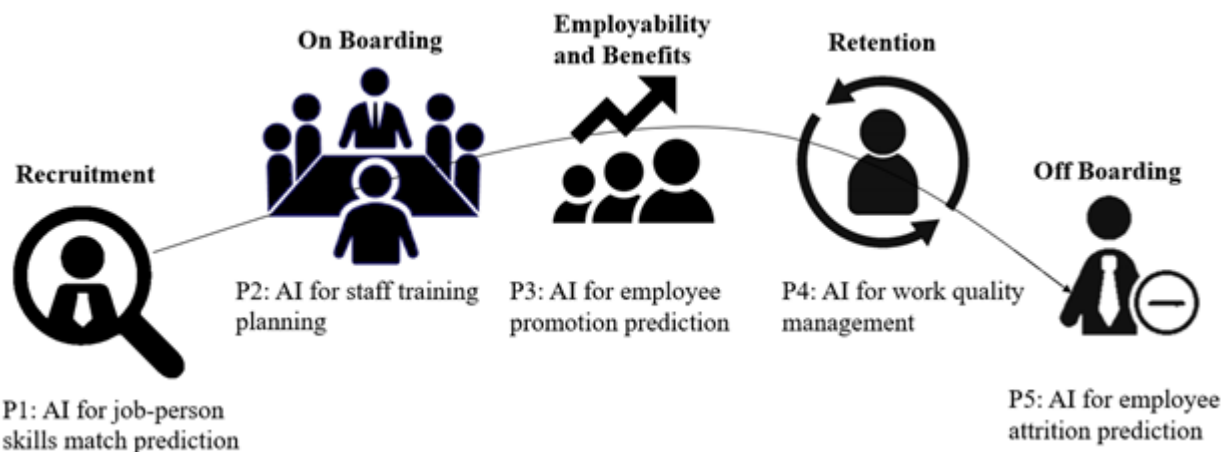 Recruitment
P1: AI for job-person
skills match prediction
On Boarding
P2: AI for staff training
planning
Employability
and Benefits
P3: AI for employee
promotion prediction
Retention
P4: AI for work quality
management
Off Boarding
P5: AI for employee
attrition prediction